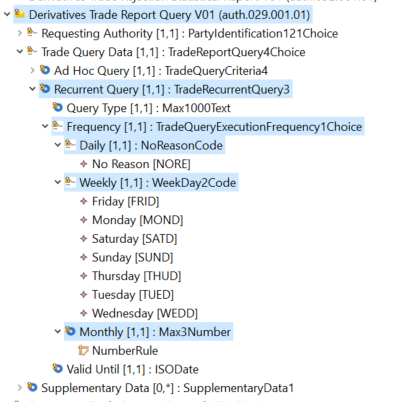 Derivatives Trade Report Query V01 (auth.029.001.01)
Requesting Authority [1,1] : PartyIdentification121Choice
Trade Query Data [1,1] : TradeReportQuery4Choice
Ad Hoc Query [1,1] : TradeQueryCriteria4
Recurrent Query [1,1] : TradeRecurrentQuery3
Query Type [1,1] : Max1000Text
Frequency [1,1] : TradeQueryExecutionFrequency1Choice
Daily [1,1] : NoReasonCode
No Reason [NORE]
Weekly [1,1] : WeekDay2Code
Friday [FRID]
Monday [MOND]
Saturday [SATD]
Sunday [SUND]
Thursday [THUD]
Tuesday [TUED]
Wednesday [WEDD]
Monthly [1,1] : Max3Number
NumberRule
Valid Until [1,1] : ISODate
Supplementary Data [0,*] : SupplementaryData1